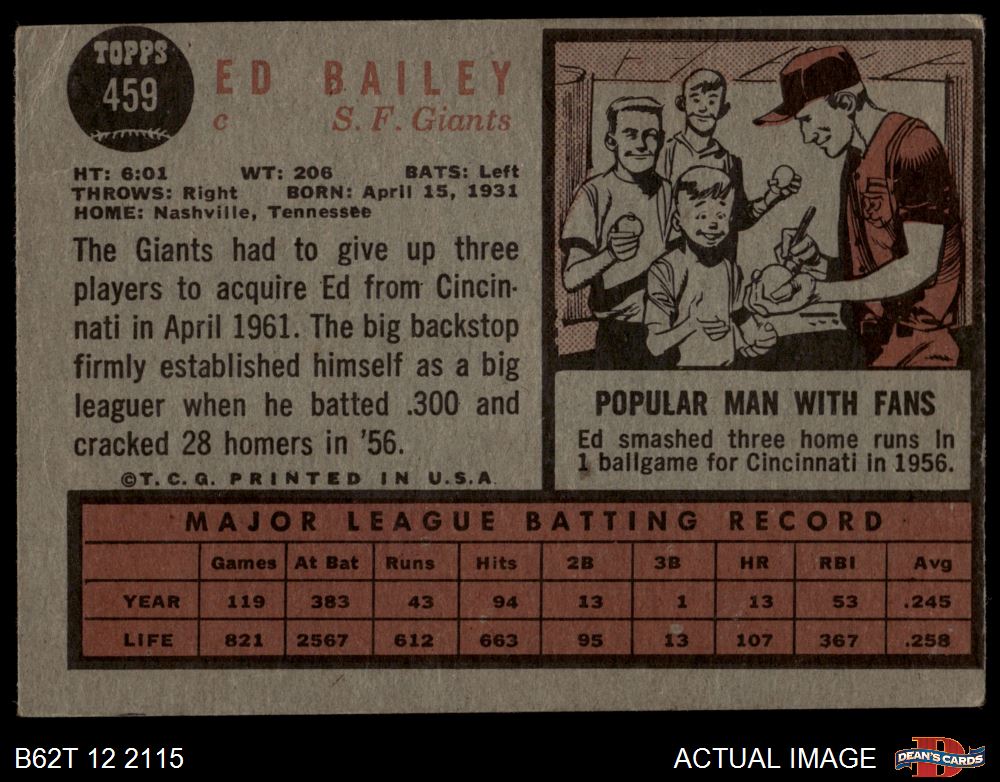 TOPPS
459
ED BAILEY
c S. F. Giants
HT: 6:01 WT: 206 BATS: Left
THROWS: Right BORN: April 15, 1931
HOME: Nashville, Tennessee
The Giants had to give up three
players to acquire Ed from Cincin-
nati in April 1961. The big backstop
firmly established himself as a big
leaguer when he batted .300 and
cracked 28 homers in '56.
©T.C.G. PRINTED IN U.S.A.
POPULAR MAN WITH FANS
Ed smashed three home runs in
1 ballgame for Cincinnati in 1956.
MAJOR LEAGUE BATTING RECORD
Games At Bat Runs Hits 2B 3B HR RBI Avg
YEAR 119 383 43 94 13 1 13 53 .245
LIFE 821 2567 612 663 95 13 107 367 .258
B62T 12 2115
ACTUAL IMAGE
D
DEAN'S CARDS